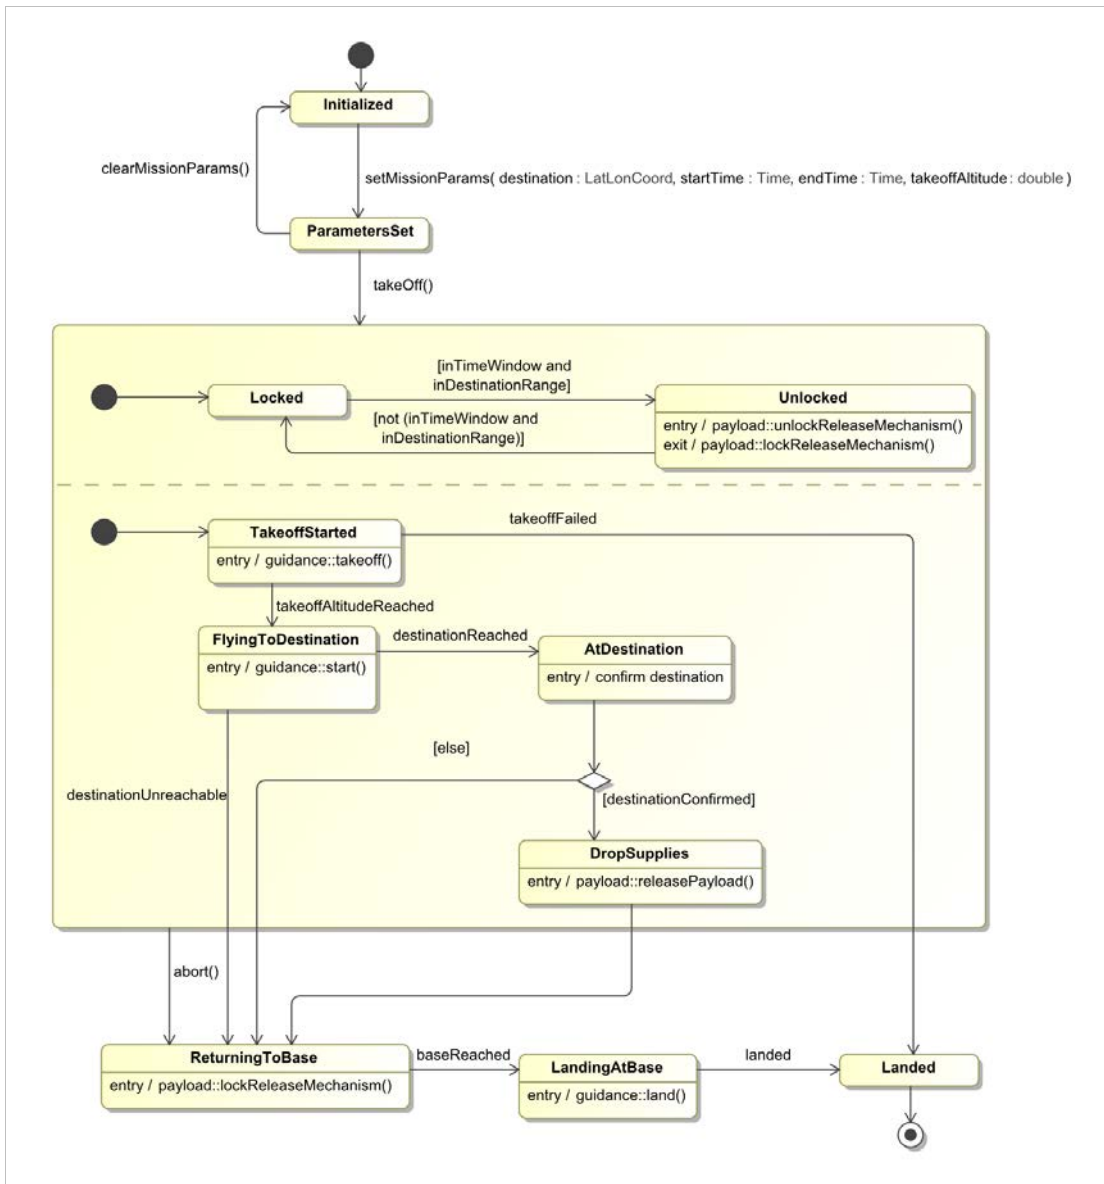 Initialized
clearMissionParams()
setMissionParams( destination : LatLonCoord, startTime : Time, endTime : Time, takeoffAltitude : double )
ParametersSet
takeOff()
[inTimeWindow and
inDestinationRange]
Locked
Unlocked
[not (inTimeWindow and
inDestinationRange)]
entry / payload::unlockReleaseMechanism()
exit / payload::lockReleaseMechanism()
takeoffFailed
TakeoffStarted
entry / guidance::takeoff()
takeoffAltitudeReached
FlyingToDestination
entry / guidance::start()
destinationReached
AtDestination
entry / confirm destination
[else]
destinationUnreachable
[destinationConfirmed]
DropSupplies
entry / payload::releasePayload()
abort()
ReturningToBase
entry / payload::lockReleaseMechanism()
baseReached
LandingAtBase
entry / guidance::land()
landed
Landed